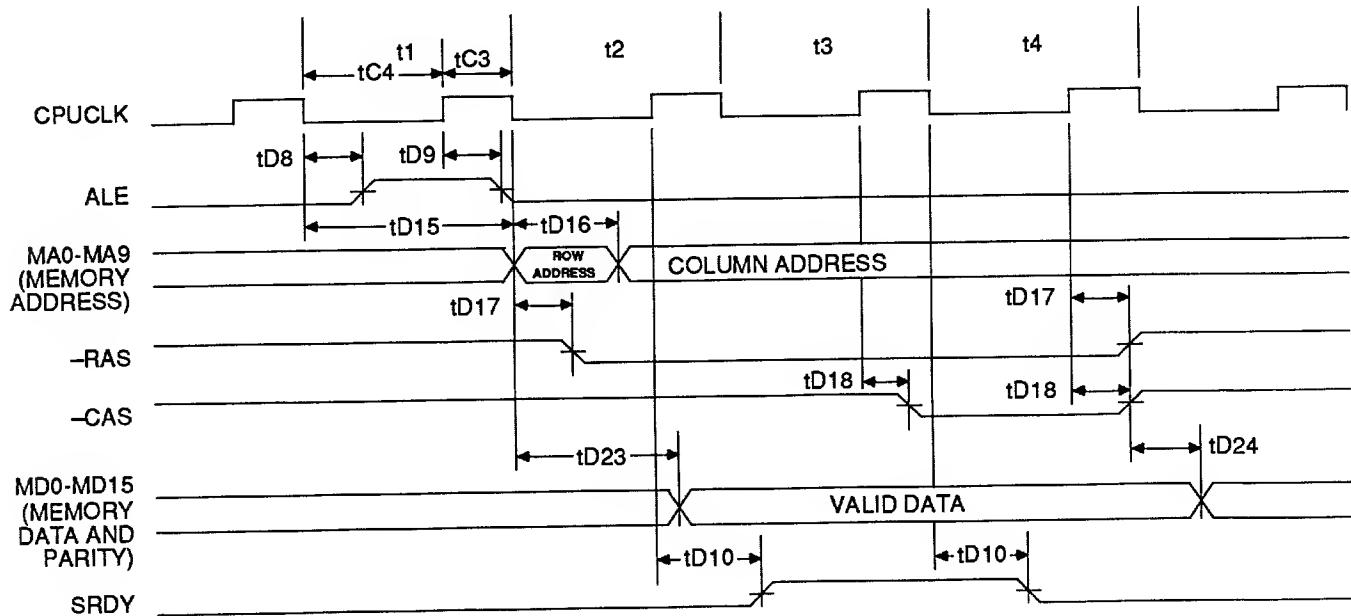 t1
t2
t3
t4
tC4
tC3
CPUCLK
tD8
tD9
ALE
tD15
tD16
MA0-MA9
(MEMORY
ADDRESS)
ROW
ADDRESS
COLUMN ADDRESS
tD17
tD17
–RAS
tD18
tD18
–CAS
tD23
tD24
MD0-MD15
(MEMORY
DATA AND
PARITY)
VALID DATA
tD10
tD10
SRDY